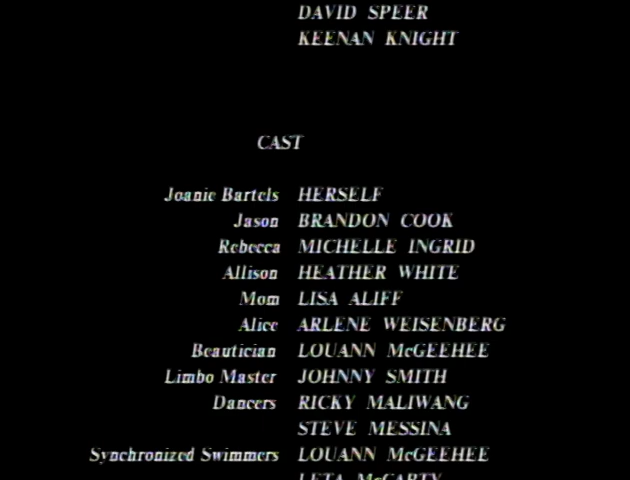 DAVID SPEER
KEENAN KNIGHT
CAST
Joanie Bartels HERSELF
Jason BRANDON COOK
Rebecca MICHELLE INGRID
Allison HEATHER WHITE
Mom LISA ALIFF
Alice ARLENE WEISENBERG
Beautician LOUANN McGEEHEE
Limbo Master JOHNNY SMITH
Dancers RICKY MALIWANG
STEVE MESSINA
Synchronized Swimmers LOUANN McGEEHEE
LETA McCARTY